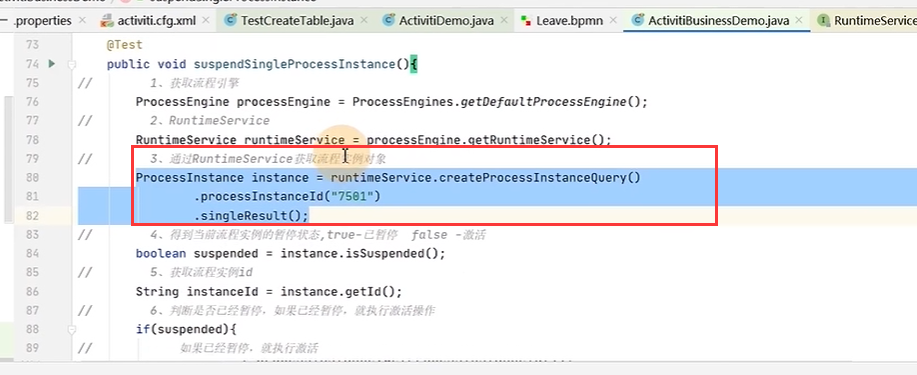 .properties × activiti.cfg.xml × TestCreateTable.java × ActivitiDemo.java × Leave.bpmn × ActivitiBusinessDemo.java × RuntimeService
73 @Test
74 public void suspendSingleProcessInstance(){
75 // 1、获取流程引擎
76 ProcessEngine processEngine = ProcessEngines.getDefaultProcessEngine();
77 // 2、RuntimeService
78 RuntimeService runtimeService = processEngine.getRuntimeService();
79 // 3、通过RuntimeService获取流程实例对象
80 ProcessInstance instance = runtimeService.createProcessInstanceQuery()
81 .processInstanceId("7501")
82 .singleResult();
83 // 4、得到当前流程实例的暂停状态,true-已暂停 false -激活
84 boolean suspended = instance.isSuspended();
85 // 5、获取流程实例id
86 String instanceId = instance.getId();
87 // 6、判断是否已经暂停，如果已经暂停，就执行激活操作
88 if(suspended){
89 // 如果已经暂停，就执行激活